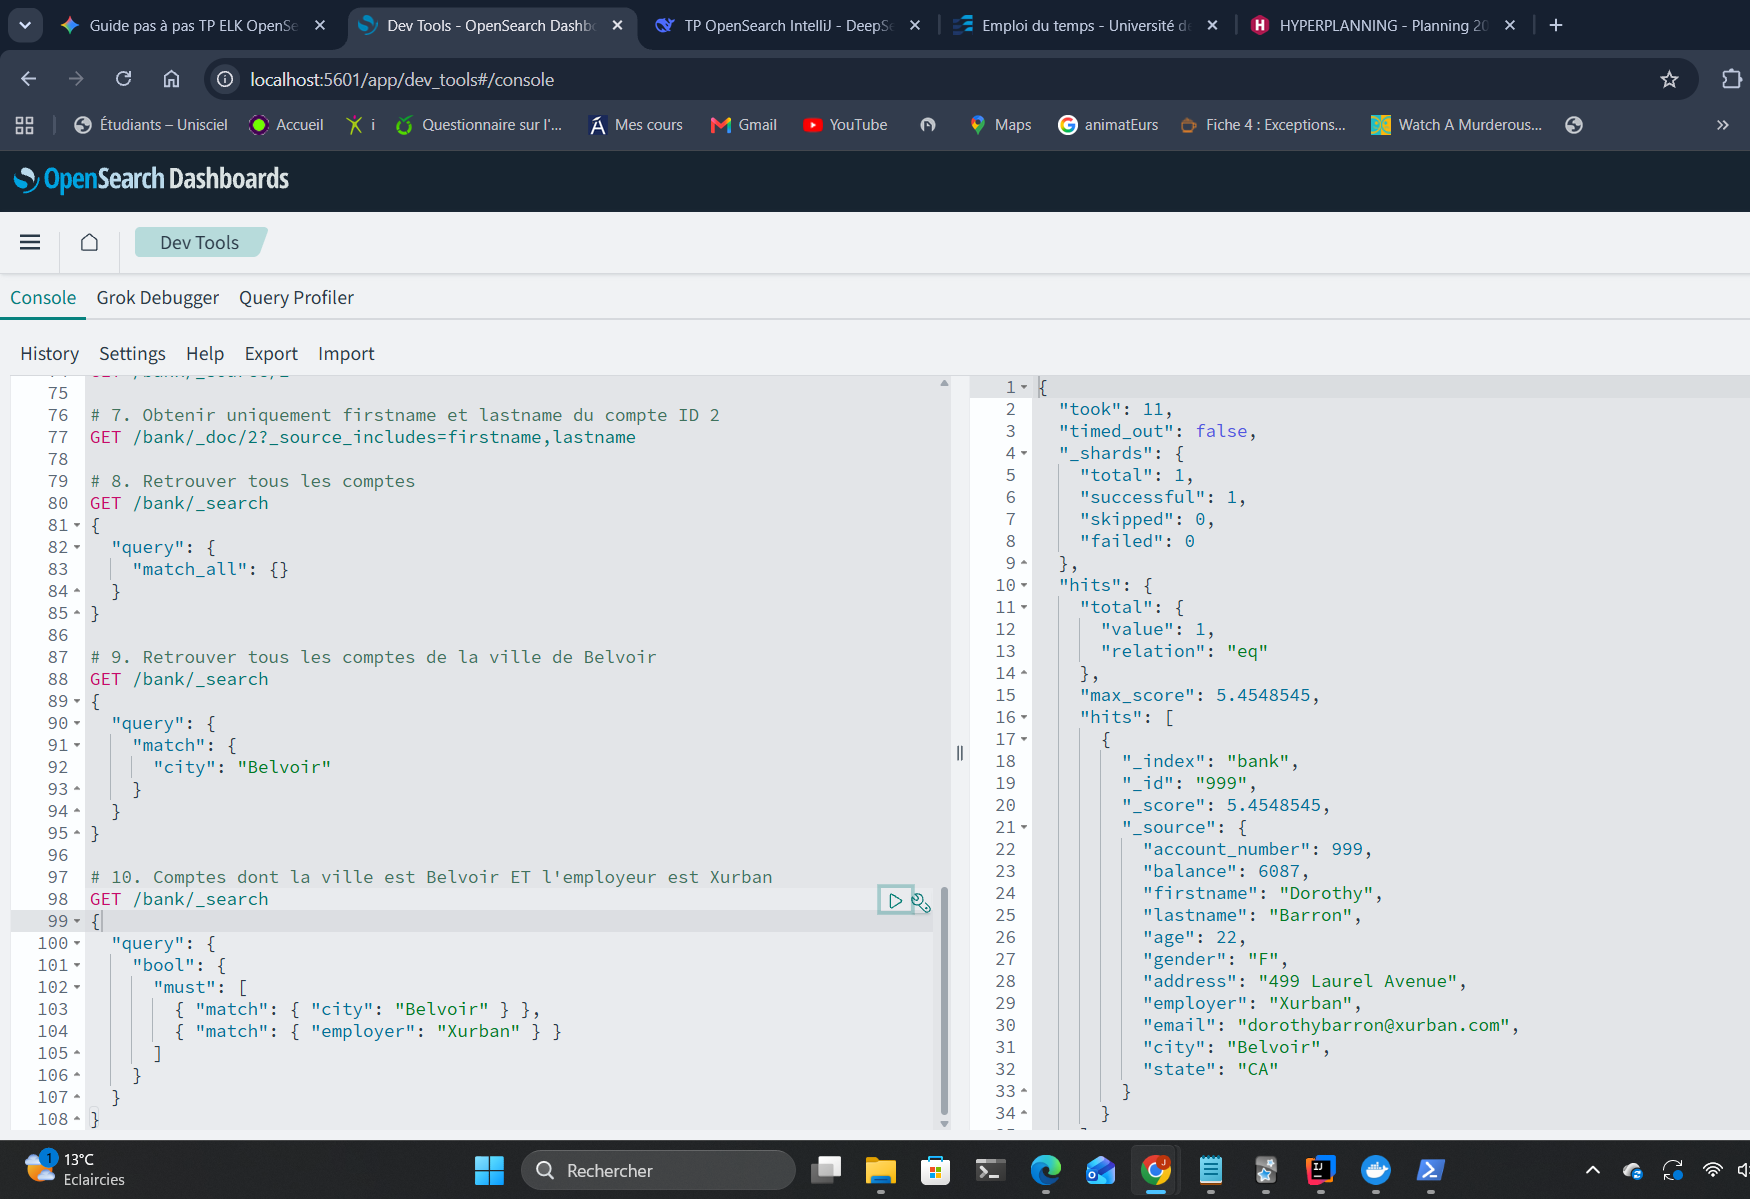 Guide pas à pas TP ELK OpenSe
Dev Tools - OpenSearch Dashbo
TP OpenSearch IntelliJ - DeepSe
Emploi du temps - Université de
HYPERPLANNING - Planning 20
localhost:5601/app/dev_tools#/console
Étudiants – Unisciel
Accueil
i
Questionnaire sur l'...
Mes cours
Gmail
YouTube
Maps
animatEurs
Fiche 4 : Exceptions...
Watch A Murderous...
OpenSearch Dashboards
Dev Tools
Console Grok Debugger Query Profiler
History Settings Help Export Import
75
76 # 7. Obtenir uniquement firstname et lastname du compte ID 2
77 GET /bank/_doc/2?_source_includes=firstname,lastname
78
79 # 8. Retrouver tous les comptes
80 GET /bank/_search
81 {
82 "query": {
83 "match_all": {}
84 }
85 }
86
87 # 9. Retrouver tous les comptes de la ville de Belvoir
88 GET /bank/_search
89 {
90 "query": {
91 "match": {
92 "city": "Belvoir"
93 }
94 }
95 }
96
97 # 10. Comptes dont la ville est Belvoir ET l'employeur est Xurban
98 GET /bank/_search
99 {
100 "query": {
101 "bool": {
102 "must": [
103 { "match": { "city": "Belvoir" } },
104 { "match": { "employer": "Xurban" } }
105 ]
106 }
107 }
108 }
1 {
2 "took": 11,
3 "timed_out": false,
4 "_shards": {
5 "total": 1,
6 "successful": 1,
7 "skipped": 0,
8 "failed": 0
9 },
10 "hits": {
11 "total": {
12 "value": 1,
13 "relation": "eq"
14 },
15 "max_score": 5.4548545,
16 "hits": [
17 {
18 "_index": "bank",
19 "_id": "999",
20 "_score": 5.4548545,
21 "_source": {
22 "account_number": 999,
23 "balance": 6087,
24 "firstname": "Dorothy",
25 "lastname": "Barron",
26 "age": 22,
27 "gender": "F",
28 "address": "499 Laurel Avenue",
29 "employer": "Xurban",
30 "email": "dorothybarron@xurban.com",
31 "city": "Belvoir",
32 "state": "CA"
33 }
34 }
1
13°C
Eclaircies
Rechercher